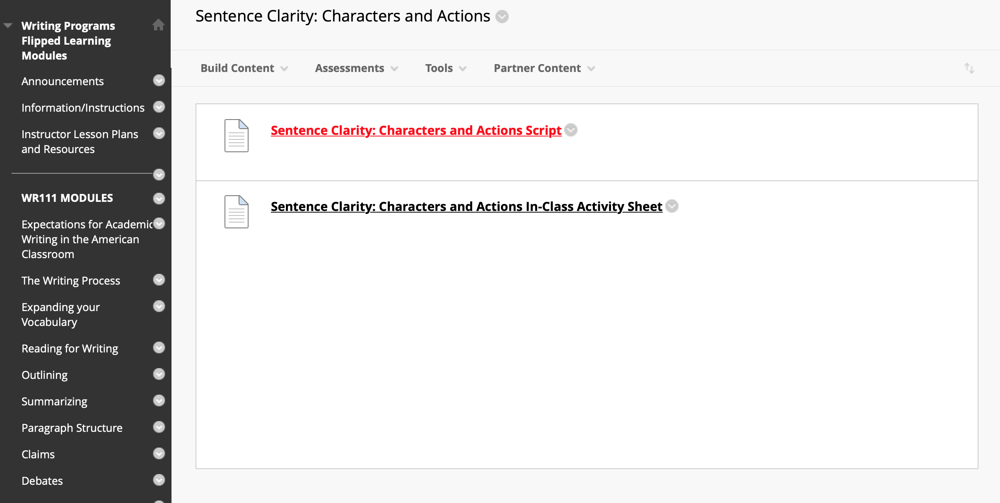 Writing Programs
Flipped Learning
Modules
Announcements
Information/Instructions
Instructor Lesson Plans
and Resources
WR111 MODULES
Expectations for Academic
Writing in the American
Classroom
The Writing Process
Expanding your
Vocabulary
Reading for Writing
Outlining
Summarizing
Paragraph Structure
Claims
Debates
Sentence Clarity: Characters and Actions
Build Content
Assessments
Tools
Partner Content
Sentence Clarity: Characters and Actions Script
Sentence Clarity: Characters and Actions In-Class Activity Sheet